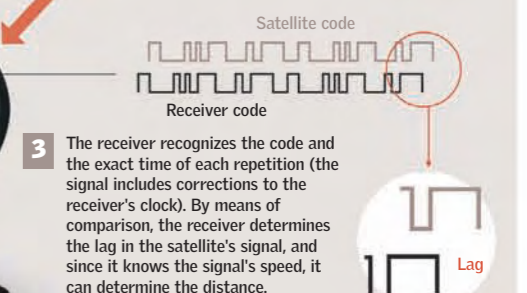 Satellite code
Receiver code
3
The receiver recognizes the code and
the exact time of each repetition (the
signal includes corrections to the
receiver's clock). By means of
comparison, the receiver determines
the lag in the satellite's signal, and
since it knows the signal's speed, it
can determine the distance.
Lag